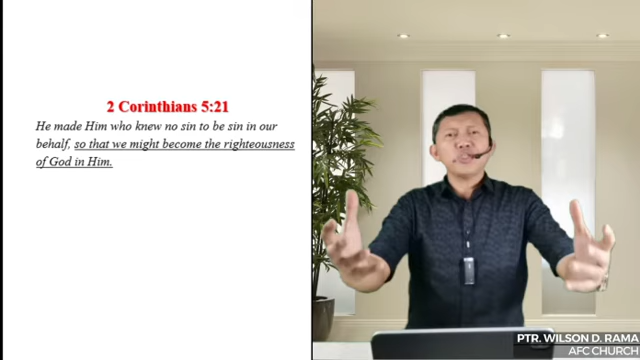 2 Corinthians 5:21
He made Him who knew no sin to be sin in our
behalf, so that we might become the righteousness
of God in Him.
PTR. WILSON D. RAMA
AFC CHURCH